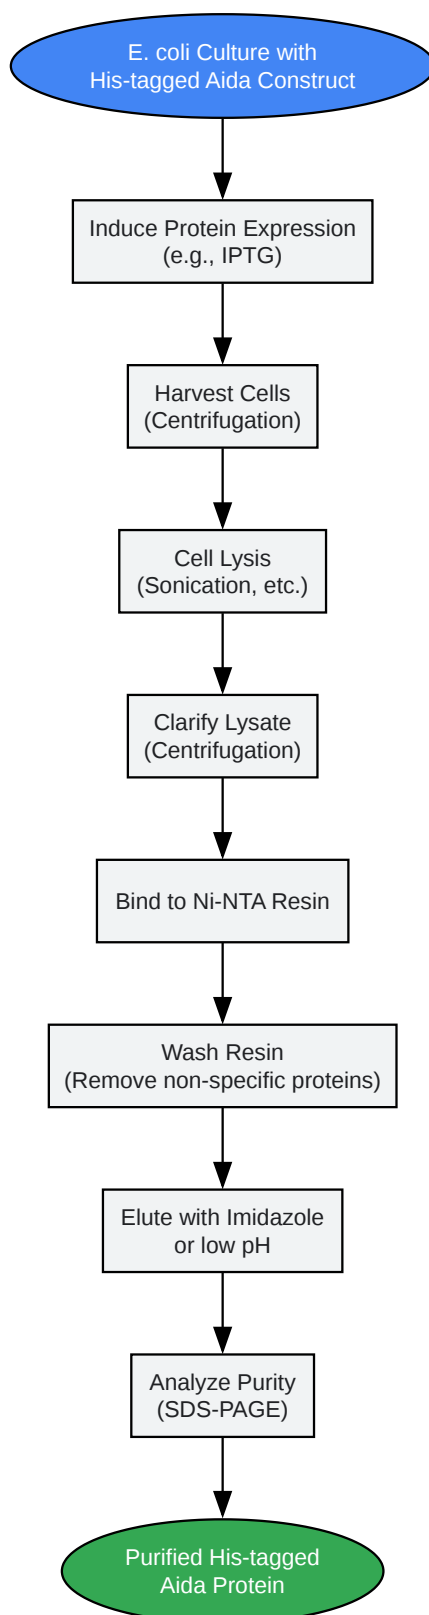 E. coli Culture with
His-tagged Aida Construct
Induce Protein Expression
(e.g., IPTG)
Harvest Cells
(Centrifugation)
Cell Lysis
(Sonication, etc.)
Clarify Lysate
(Centrifugation)
Bind to Ni-NTA Resin
Wash Resin
(Remove non-specific proteins)
Elute with Imidazole
or low pH
Analyze Purity
(SDS-PAGE)
Purified His-tagged
Aida Protein